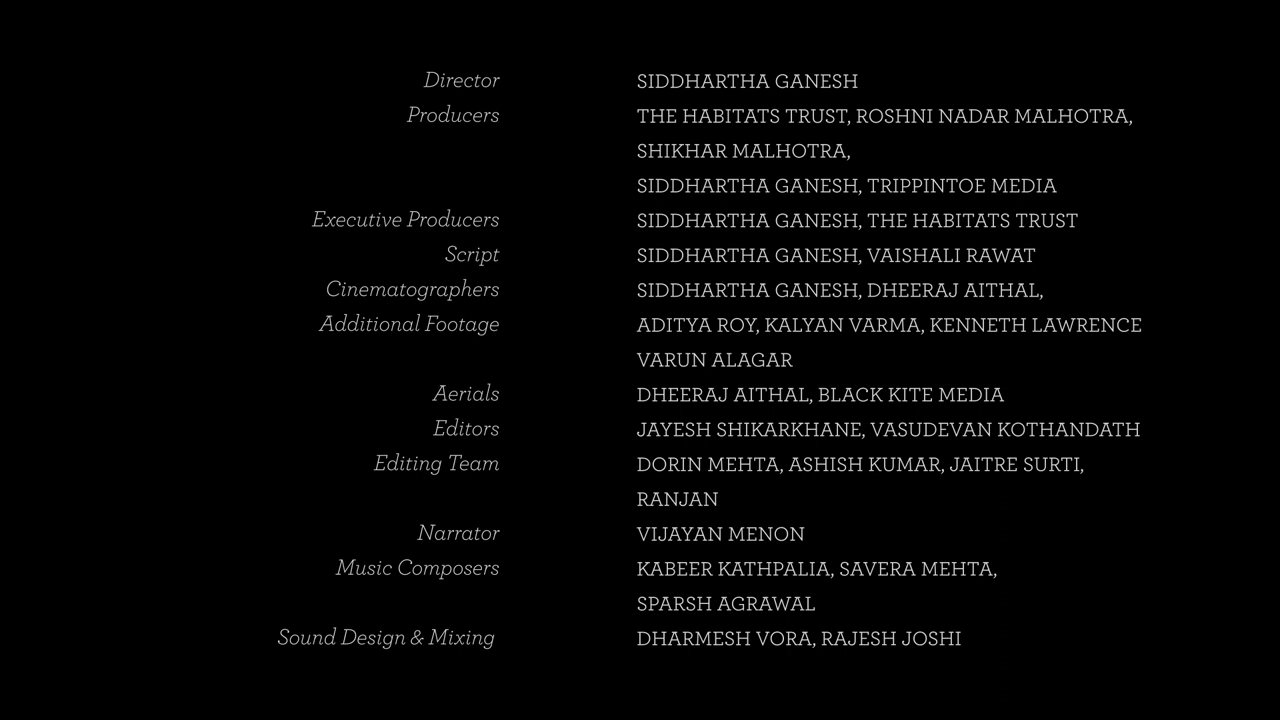 Director SIDDHARTHA GANESH
Producers THE HABITATS TRUST, ROSHNI NADAR MALHOTRA,
SHIKHAR MALHOTRA,
SIDDHARTHA GANESH, TRIPPINTOE MEDIA
Executive Producers SIDDHARTHA GANESH, THE HABITATS TRUST
Script SIDDHARTHA GANESH, VAISHALI RAWAT
Cinematographers SIDDHARTHA GANESH, DHEERAJ AITHAL,
Additional Footage ADITYA ROY, KALYAN VARMA, KENNETH LAWRENCE
VARUN ALAGAR
Aerials DHEERAJ AITHAL, BLACK KITE MEDIA
Editors JAYESH SHIKARKHANE, VASUDEVAN KOTHANDATH
Editing Team DORIN MEHTA, ASHISH KUMAR, JAITRE SURTI,
RANJAN
Narrator VIJAYAN MENON
Music Composers KABEER KATHPALIA, SAVERA MEHTA,
SPARSH AGRAWAL
Sound Design & Mixing DHARMESH VORA, RAJESH JOSHI